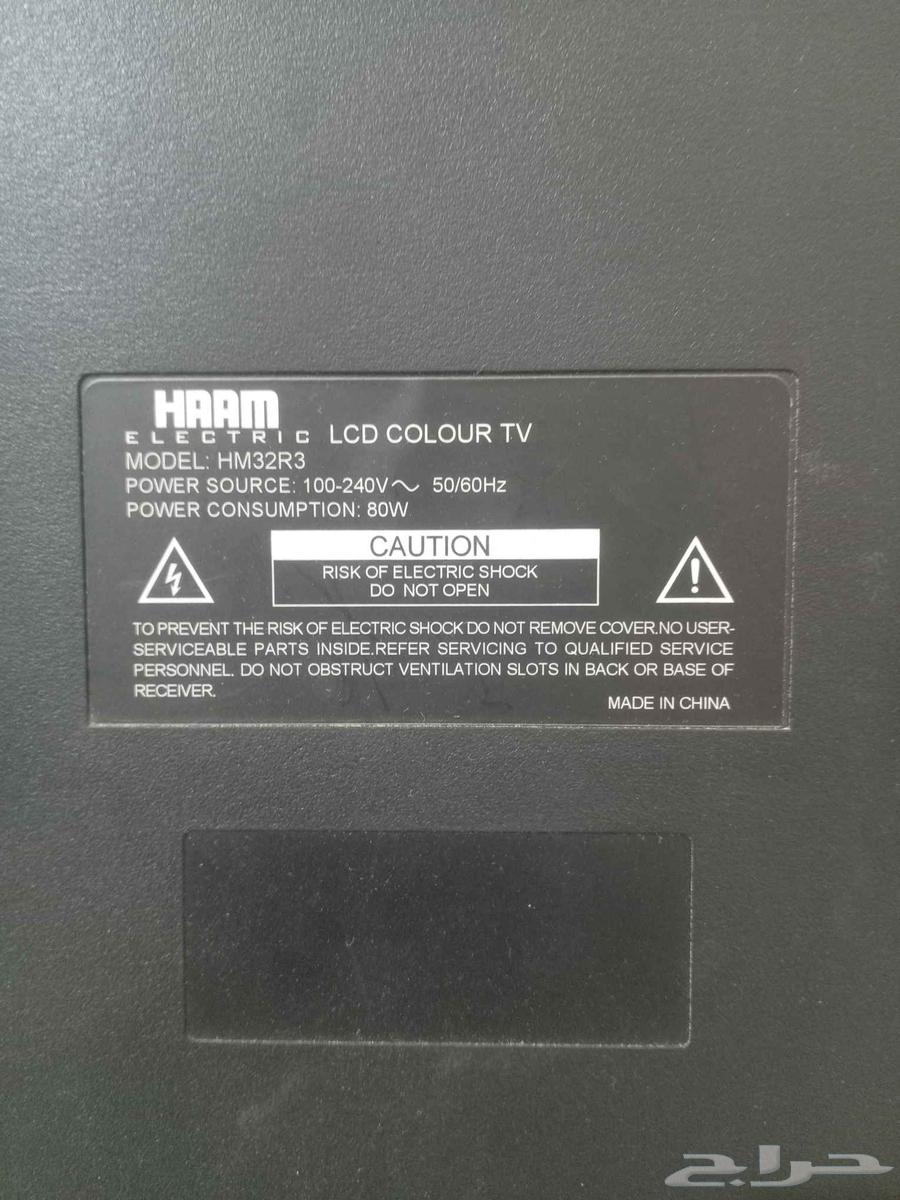 HAAM
ELECTRIC LCD COLOUR TV
MODEL: HM32R3
POWER SOURCE: 100-240V～ 50/60Hz
POWER CONSUMPTION: 80W
CAUTION
RISK OF ELECTRIC SHOCK
DO NOT OPEN
TO PREVENT THE RISK OF ELECTRIC SHOCK DO NOT REMOVE COVER.NO USER-
SERVICEABLE PARTS INSIDE.REFER SERVICING TO QUALIFIED SERVICE
PERSONNEL. DO NOT OBSTRUCT VENTILATION SLOTS IN BACK OR BASE OF
RECEIVER.
MADE IN CHINA
حراج